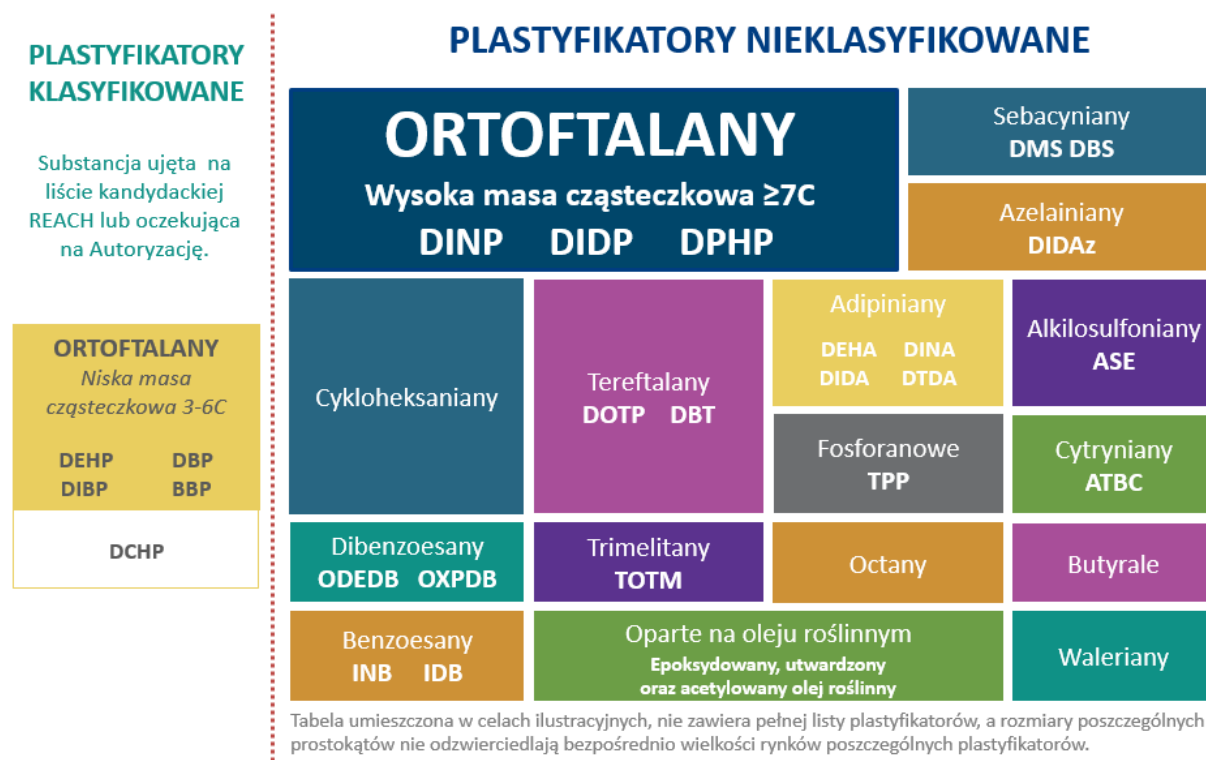 PLASTYFIKATORY
KLASYFIKOWANE
Substancja ujęta na
liście kandydackiej
REACH lub oczekująca
na Autoryzację.
ORTOFTALANY
Niska masa
cząsteczkowa 3-6C
DEHP DBP
DIBP BBP
DCHP
PLASTYFIKATORY NIEKLASYFIKOWANE
ORTOFTALANY
Wysoka masa cząsteczkowa ≥7C
DINP DIDP DPHP
Sebacyniany
DMS DBS
Azelainiany
DIDAz
Cykloheksaniany
Tereftalany
DOTP DBT
Adipiniany
DEHA DINA
DIDA DTDA
Alkilosulfoniany
ASE
Fosforanowe
TPP
Cytryniany
ATBC
Dibenzoesany
ODEDB OXPDB
Trimelitany
TOTM
Octany
Butyrale
Benzoesany
INB IDB
Oparte na oleju roślinnym
Epoksydowany, utwardzony
oraz acetylowany olej roślinny
Waleriany
Tabela umieszczona w celach ilustracyjnych, nie zawiera pełnej listy plastyfikatorów, a rozmiary poszczególnych
prostokątów nie odzwierciedlają bezpośrednio wielkości rynków poszczególnych plastyfikatorów.